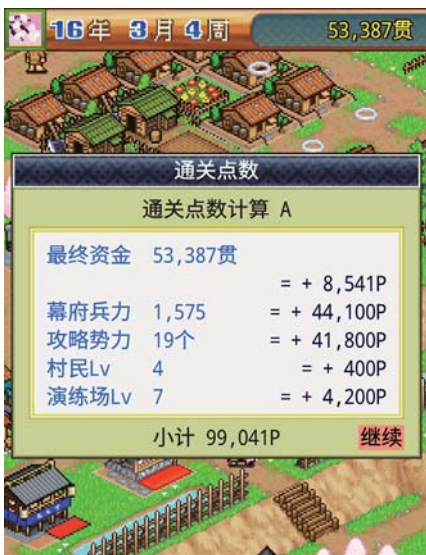 16年 3月 4周 53,387贯
通关点数
通关点数计算 A
最终资金 53,387贯
= + 8,541P
幕府兵力 1,575 = + 44,100P
攻略势力 19个 = + 41,800P
村民Lv 4 = + 400P
演练场Lv 7 = + 4,200P
小计 99,041P 继续